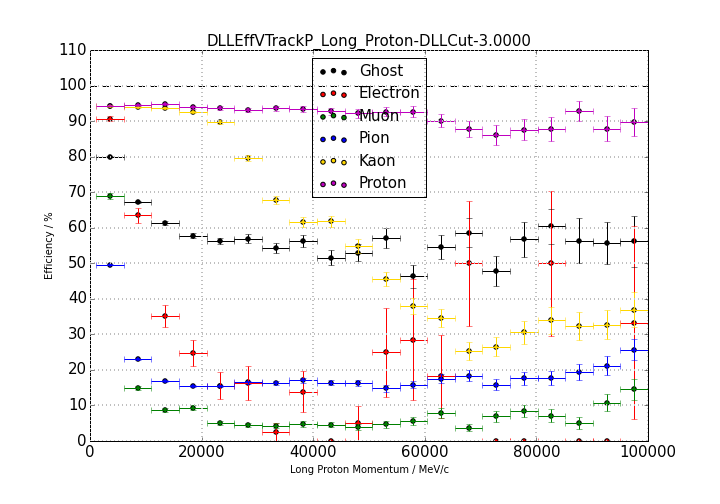 DLLEffVTrackP_Long_Proton-DLLCut-3.0000
110
100
90
80
70
60
50
40
30
20
10
0
Efficiency / %
Ghost
Electron
Muon
Pion
Kaon
Proton
0 20000 40000 60000 80000 100000
Long Proton Momentum / MeV/c